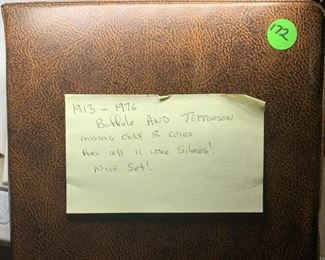 172
1913 - 1976
Buffalo AND Jefferson
missing only 8 coins
Has all 11 war Silvers!
Nice Set!